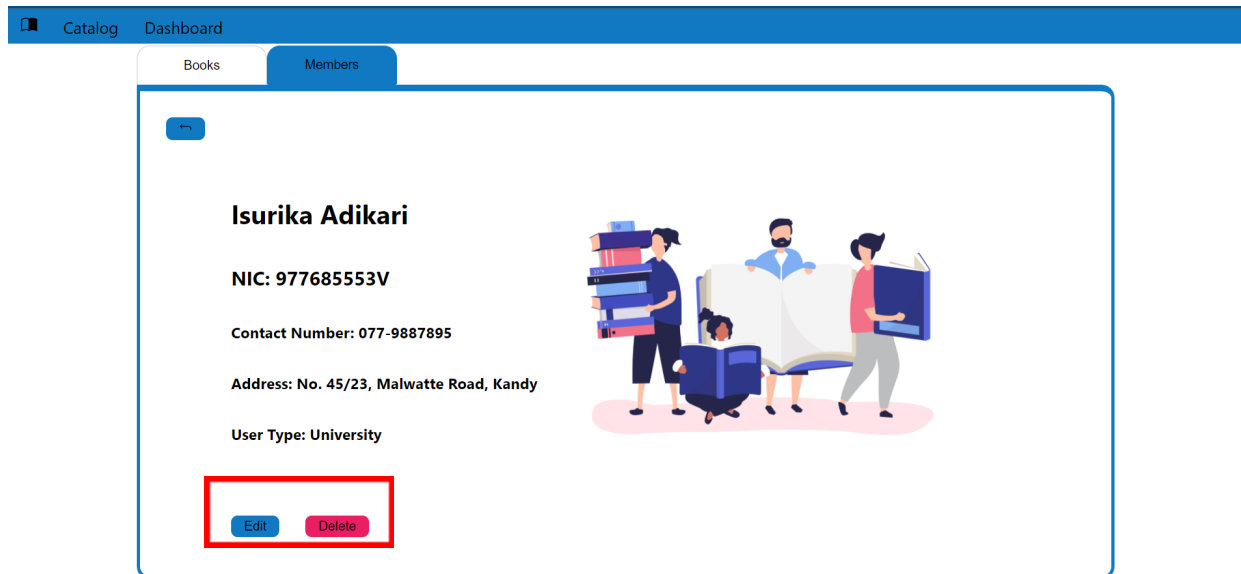 Catalog Dashboard
Books Members
Isurika Adikari
NIC: 977685553V
Contact Number: 077-9887895
Address: No. 45/23, Malwatte Road, Kandy
User Type: University
Edit Delete